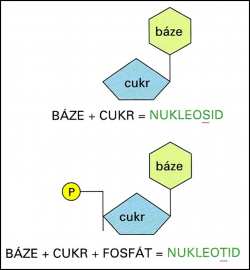 báze
cukr
BÁZE + CUKR = NUKLEOSID
báze
P
cukr
BÁZE + CUKR + FOSFÁT = NUKLEOTID